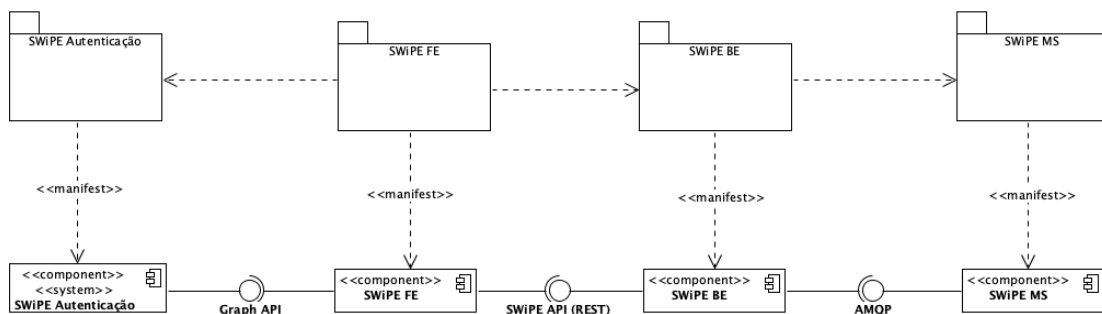 SWiPE Autenticação
SWiPE FE
SWiPE BE
SWiPE MS
<<manifest>>
<<manifest>>
<<manifest>>
<<manifest>>
<<component>>
<<system>>
SWiPE Autenticação
Graph API
<<component>>
SWiPE FE
SWiPE API (REST)
<<component>>
SWiPE BE
AMQP
<<component>>
SWiPE MS